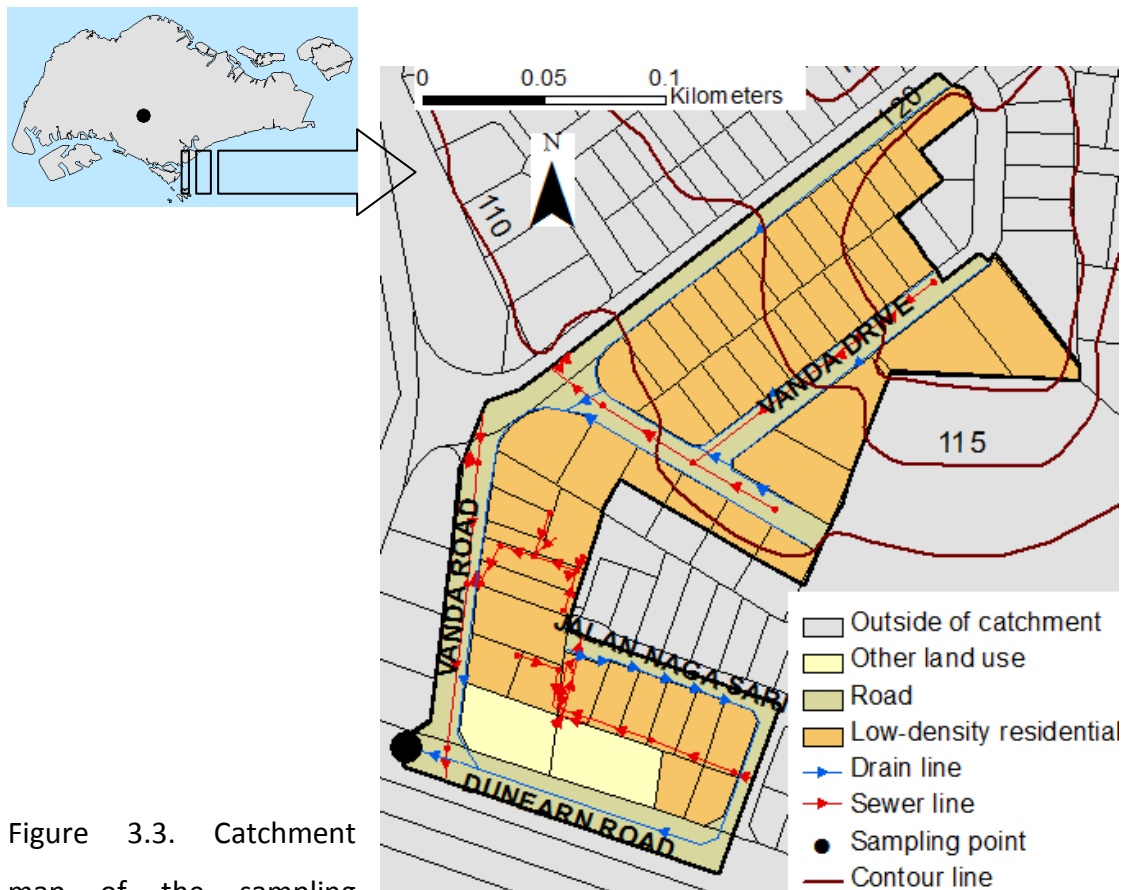 0 0.05 0.1
Kilometers
N
120
110
VANDA DRIVE
115
VANDA ROAD
JALAN NAGA SARI
DUNEARN ROAD
Outside of catchment
Other land use
Road
Low-density residential
Drain line
Sewer line
Sampling point
Contour line
Figure 3.3. Catchment
map of the sampling